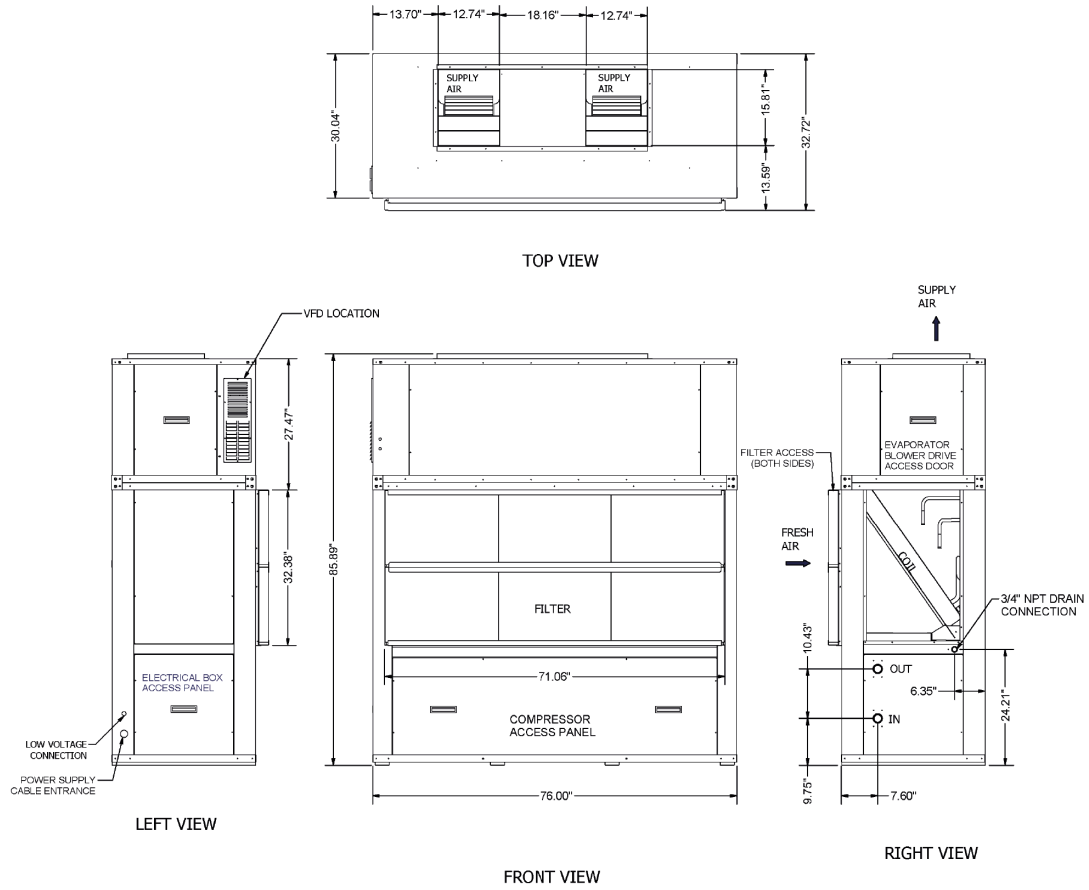 13.70"
12.74"
18.16"
12.74"
SUPPLY
AIR
SUPPLY
AIR
30.04"
15.81"
13.59"
32.72"
TOP VIEW
SUPPLY
AIR
VFD LOCATION
27.47"
32.38"
ELECTRICAL BOX
ACCESS PANEL
LOW VOLTAGE
CONNECTION
POWER SUPPLY
CABLE ENTRANCE
LEFT VIEW
85.89"
FILTER
71.06"
COMPRESSOR
ACCESS PANEL
76.00"
FRONT VIEW
EVAPORATOR
BLOWER DRIVE
ACCESS DOOR
FILTER ACCESS
(BOTH SIDES)
FRESH
AIR
COIL
3/4" NPT DRAIN
CONNECTION
10.43"
OUT
6.35"
24.21"
IN
9.75"
7.60"
RIGHT VIEW